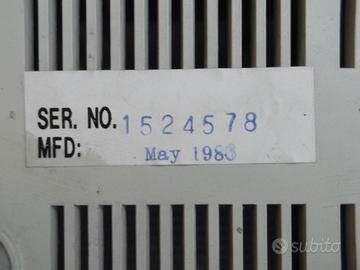 SER. NO. 1524578
MFD: May 1983
subito